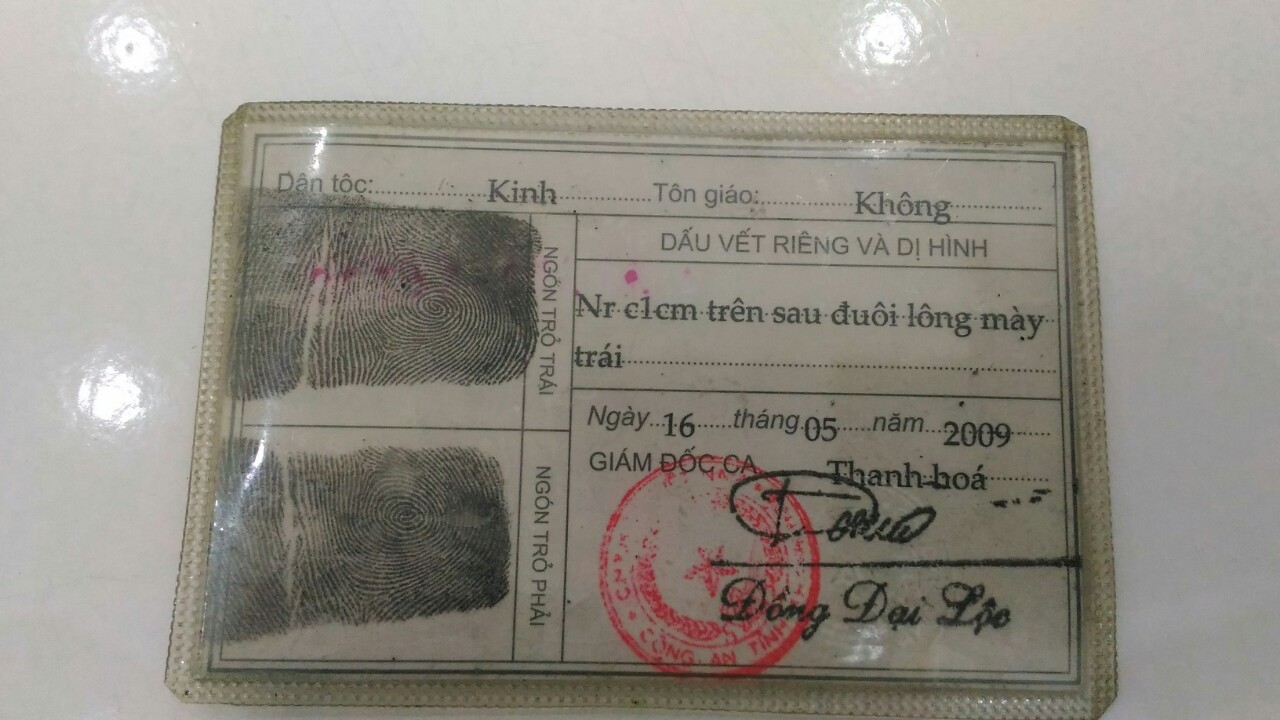 Dân tộc: Kinh Tôn giáo: Không
DẤU VẾT RIÊNG VÀ DỊ HÌNH
NGÓN TRỎ TRÁI
Nr c1cm trên sau đuôi lông mày
trái
Ngày 16 tháng 05 năm 2009
GIÁM ĐỐC CA Thanh hoá
NGÓN TRỎ PHẢI
CÔNG AN TỈNH
Đồng Đại Lộc